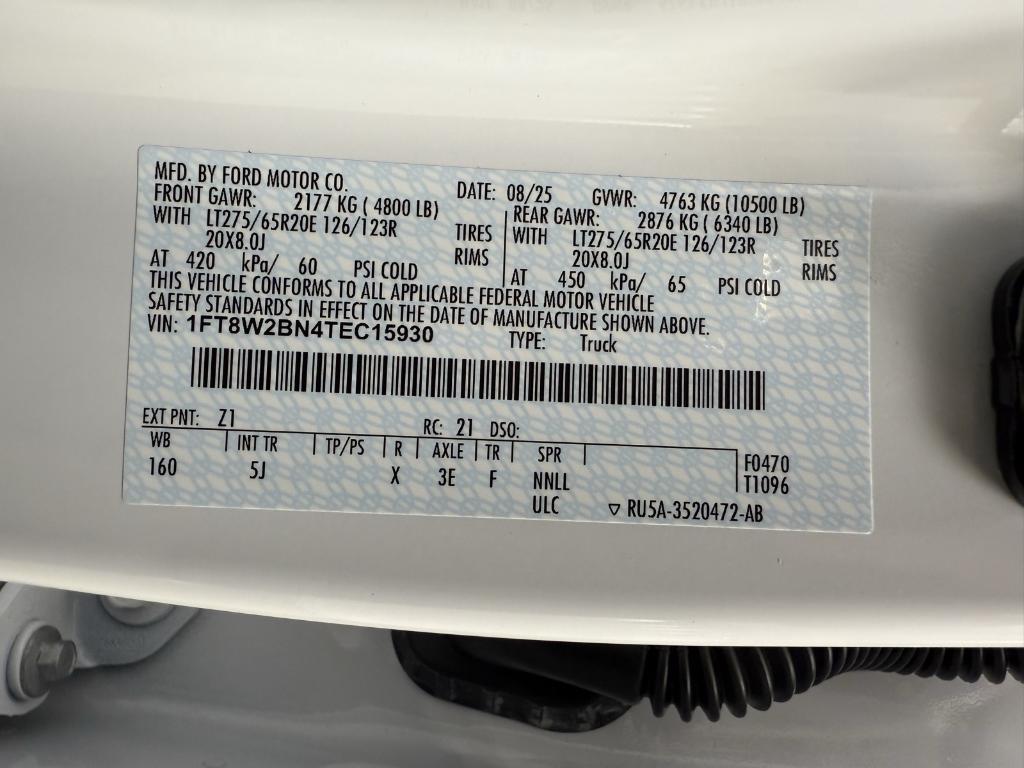 MFD. BY FORD MOTOR CO. DATE: 08/25 GVWR: 4763 KG (10500 LB)
FRONT GAWR: 2177 KG ( 4800 LB) REAR GAWR: 2876 KG ( 6340 LB)
WITH LT275/65R20E 126/123R TIRES WITH LT275/65R20E 126/123R TIRES
20X8.0J RIMS 20X8.0J RIMS
AT 420 kPa/ 60 PSI COLD AT 450 kPa/ 65 PSI COLD
THIS VEHICLE CONFORMS TO ALL APPLICABLE FEDERAL MOTOR VEHICLE
SAFETY STANDARDS IN EFFECT ON THE DATE OF MANUFACTURE SHOWN ABOVE.
VIN: 1FT8W2BN4TEC15930 TYPE: Truck
EXT PNT: Z1 RC: 21 DSO:
WB INT TR TP/PS R AXLE TR SPR F0470
160 5J X 3E F NNLL T1096
ULC ▽ RU5A-3520472-AB